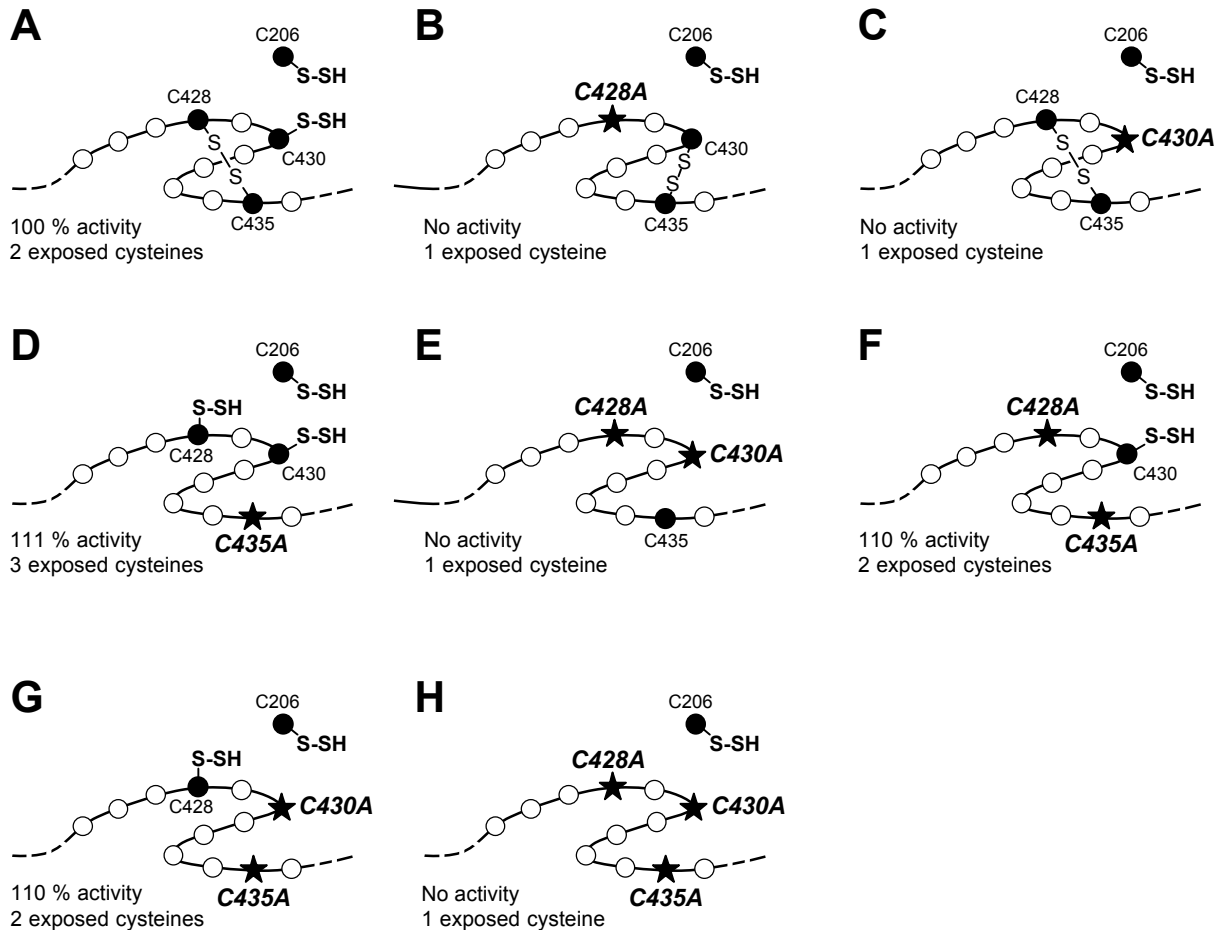 A
C206
S-SH
C428
S-SH
S
C430
S
C435
100 % activity
2 exposed cysteines
B
C206
S-SH
C428A
C430
S
S
C435
No activity
1 exposed cysteine
C
C206
S-SH
C428
C430A
S
S
C435
No activity
1 exposed cysteine
D
C206
S-SH
S-SH
S-SH
C428
C430
C435A
111 % activity
3 exposed cysteines
E
C206
S-SH
C428A
C430A
C435
No activity
1 exposed cysteine
F
C206
S-SH
C428A
S-SH
C430
C435A
110 % activity
2 exposed cysteines
G
C206
S-SH
S-SH
C428
C430A
C435A
110 % activity
2 exposed cysteines
H
C206
S-SH
C428A
C430A
C435A
No activity
1 exposed cysteine